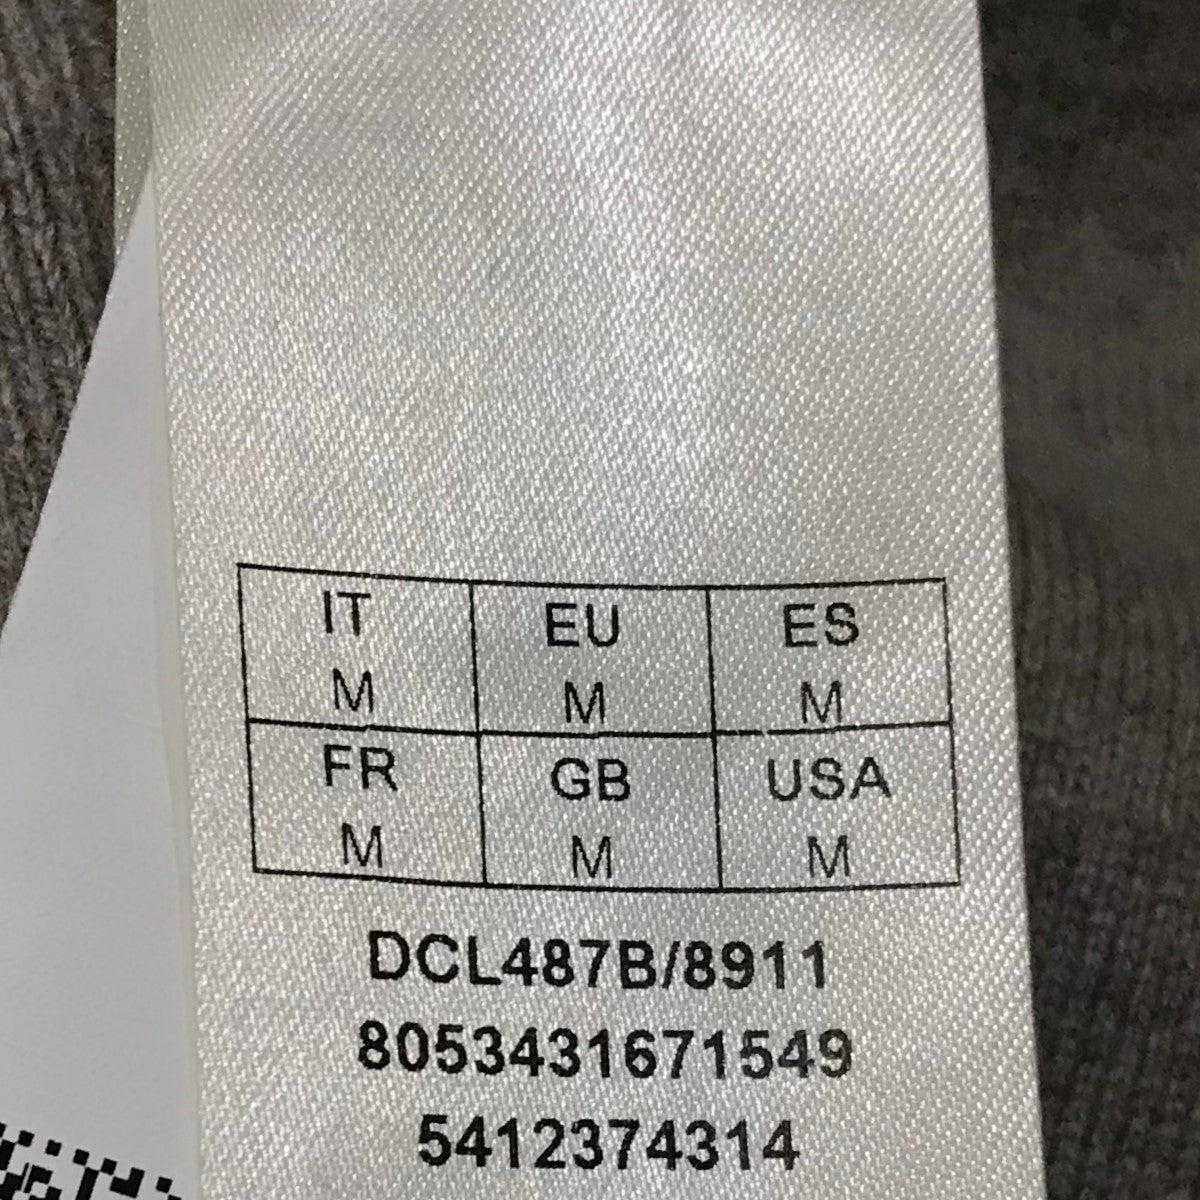 IT EU ES
M M M
FR GB USA
M M M
DCL487B/8911
8053431671549
5412374314